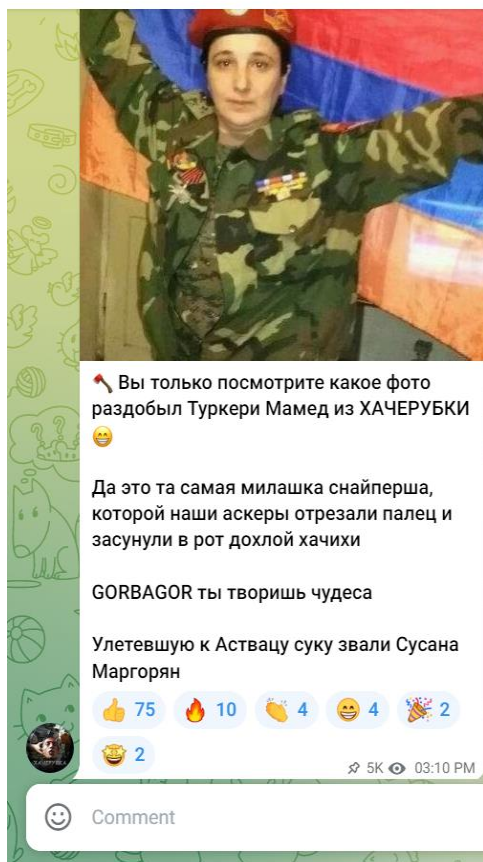 🪓 Вы только посмотрите какое фото
раздобыл Туркери Мамед из ХАЧЕРУБКИ
😁
Да это та самая милашка снайперша,
которой наши аскеры отрезали палец и
засунули в рот дохлой хачихи
GORBAGOR ты творишь чудеса
Улетевшую к Аствацу суку звали Сусана
Маргорян
👍 75 🔥 10 👏 4 😁 4 🎉 2
🤩 2
5K 03:10 PM
ХАЧЕРУБКА
Comment